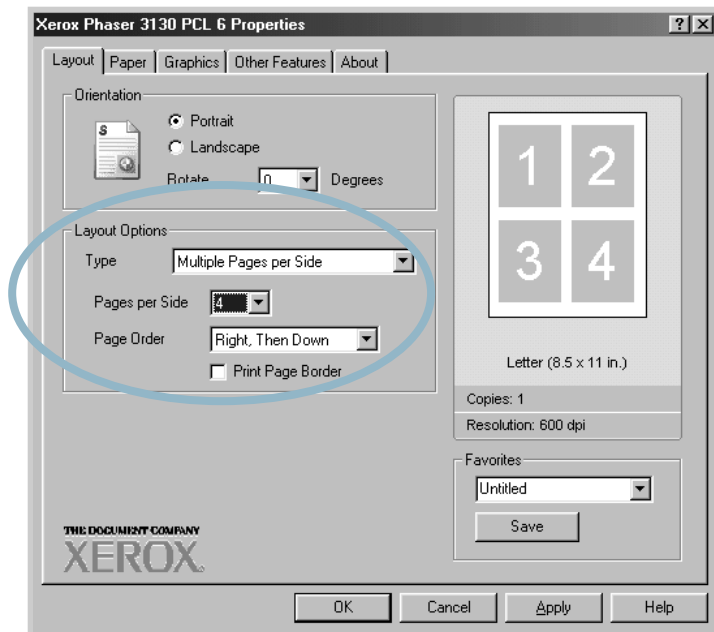 Xerox Phaser 3130 PCL 6 Properties
Layout Paper Graphics Other Features About
Orientation
S
Portrait
Landscape
Rotate 0 Degrees
Layout Options
Type Multiple Pages per Side
Pages per Side 4
Page Order Right, Then Down
Print Page Border
1 2
3 4
Letter (8.5 x 11 in.)
Copies: 1
Resolution: 600 dpi
Favorites
Untitled
Save
THE DOCUMENT COMPANY
XEROX
OK Cancel Apply Help